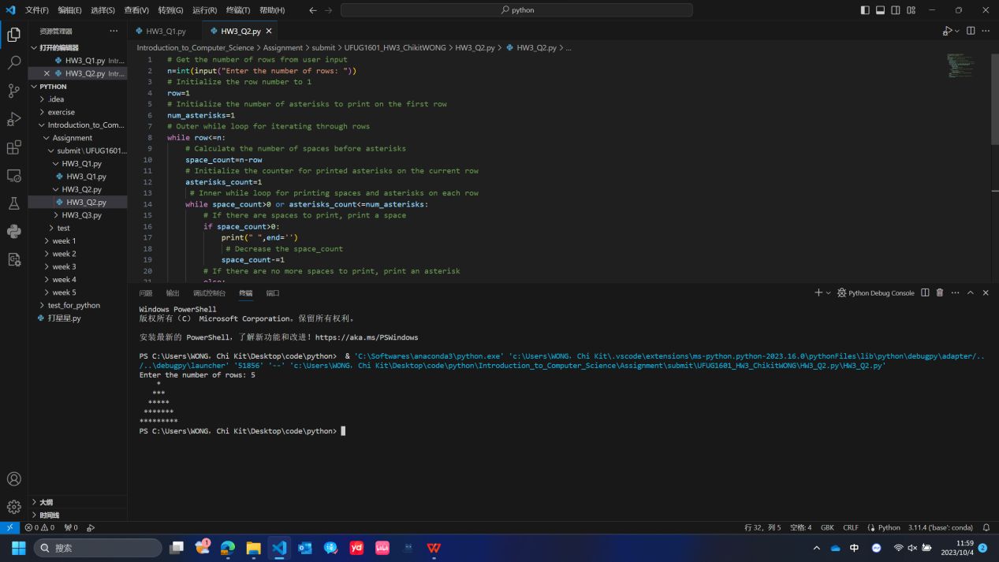 文件(F) 编辑(E) 选择(S) 查看(V) 转到(G) 运行(R) 终端(T) 帮助(H)
python
资源管理器
打开的编辑器
HW3_Q1.py Intr...
HW3_Q2.py Intr...
PYTHON
.idea
exercise
Introduction_to_Com...
Assignment
submit\UFUG1601...
HW3_Q1.py
HW3_Q1.py
HW3_Q2.py
HW3_Q2.py
HW3_Q3.py
test
week 1
week 2
week 3
week 4
week 5
test_for_python
打星星.py
大纲
时间线
HW3_Q1.py HW3_Q2.py
Introduction_to_Computer_Science > Assignment > submit > UFUG1601_HW3_ChikitWONG > HW3_Q2.py > HW3_Q2.py > ...
1 # Get the number of rows from user input
2 n=int(input("Enter the number of rows: "))
3 # Initialize the row number to 1
4 row=1
5 # Initialize the number of asterisks to print on the first row
6 num_asterisks=1
7 # Outer while loop for iterating through rows
8 while row<=n:
9 # Calculate the number of spaces before asterisks
10 space_count=n-row
11 # Initialize the counter for printed asterisks on the current row
12 asterisks_count=1
13 # Inner while loop for printing spaces and asterisks on each row
14 while space_count>0 or asterisks_count<=num_asterisks:
15 # If there are spaces to print, print a space
16 if space_count>0:
17 print(" ",end='')
18 # Decrease the space_count
19 space_count-=1
20 # If there are no more spaces to print, print an asterisk
21 else:
问题 输出 调试控制台 终端 端口
Python Debug Console
Windows PowerShell
版权所有（C） Microsoft Corporation。保留所有权利。
安装最新的 PowerShell，了解新功能和改进！https://aka.ms/PSWindows
PS C:\Users\WONG，Chi Kit\Desktop\code\python>  & 'C:\Softwares\anaconda3\python.exe' 'c:\Users\WONG，Chi Kit\.vscode\extensions\ms-python.python-2023.16.0\pythonFiles\lib\python\debugpy\adapter/..
/..\debugpy\launcher' '51856' '--' 'c:\Users\WONG，Chi Kit\Desktop\code\python\Introduction_to_Computer_Science\Assignment\submit\UFUG1601_HW3_ChikitWONG\HW3_Q2.py\HW3_Q2.py'
Enter the number of rows: 5
*
***
*****
*******
*********
PS C:\Users\WONG，Chi Kit\Desktop\code\python>
0 0 0
行 32，列 5 空格: 4 GBK CRLF Python 3.11.4 ('base': conda)
搜索
1
yd
中
11:59
2023/10/4
2